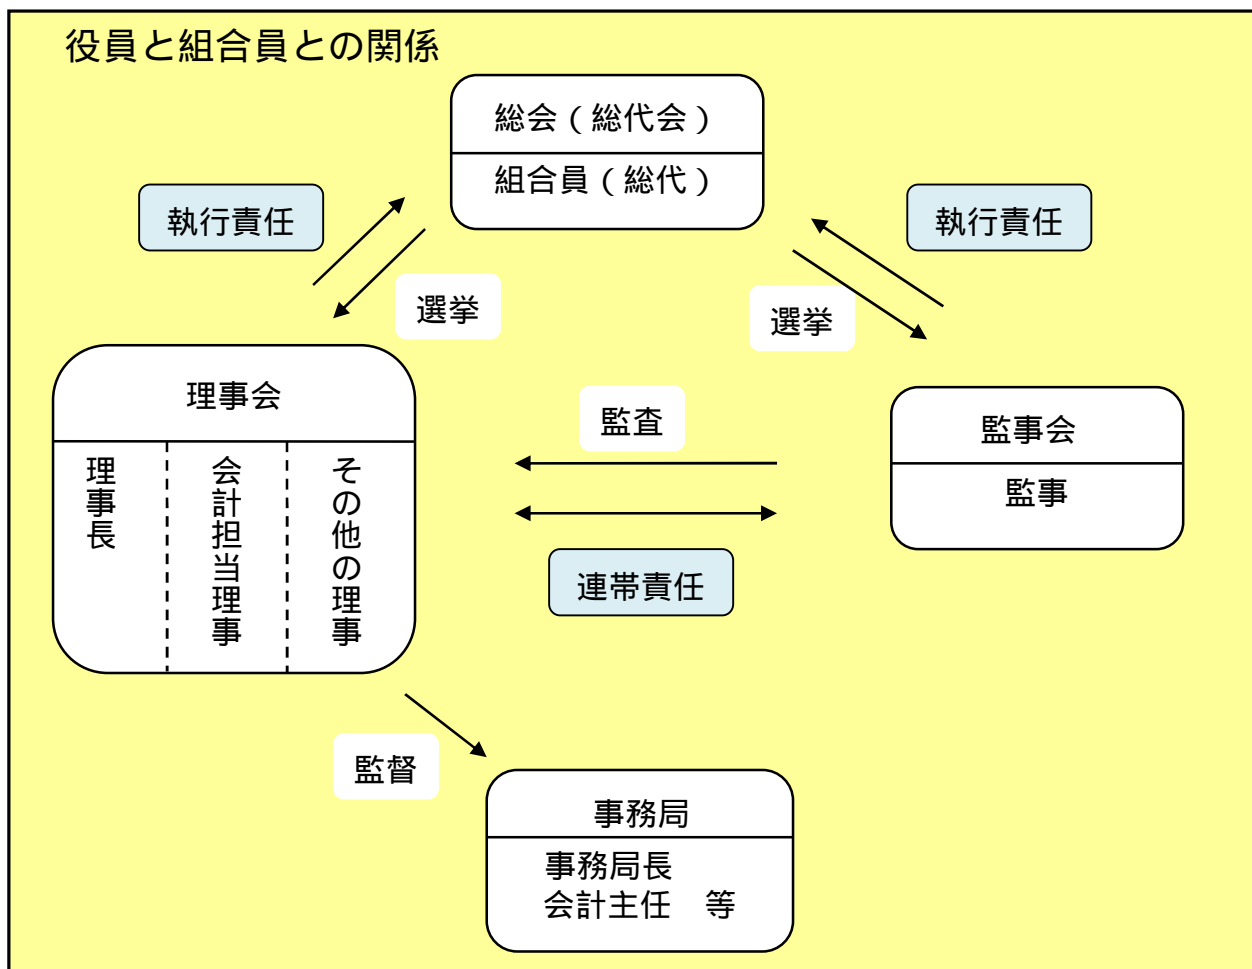 役員と組合員との関係
総会（総代会）
組合員（総代）
執行責任
執行責任
選挙
選挙
理事会
理事長
会計担当理事
その他の理事
監査
連帯責任
監事会
監事
監督
事務局
事務局長
会計主任　等